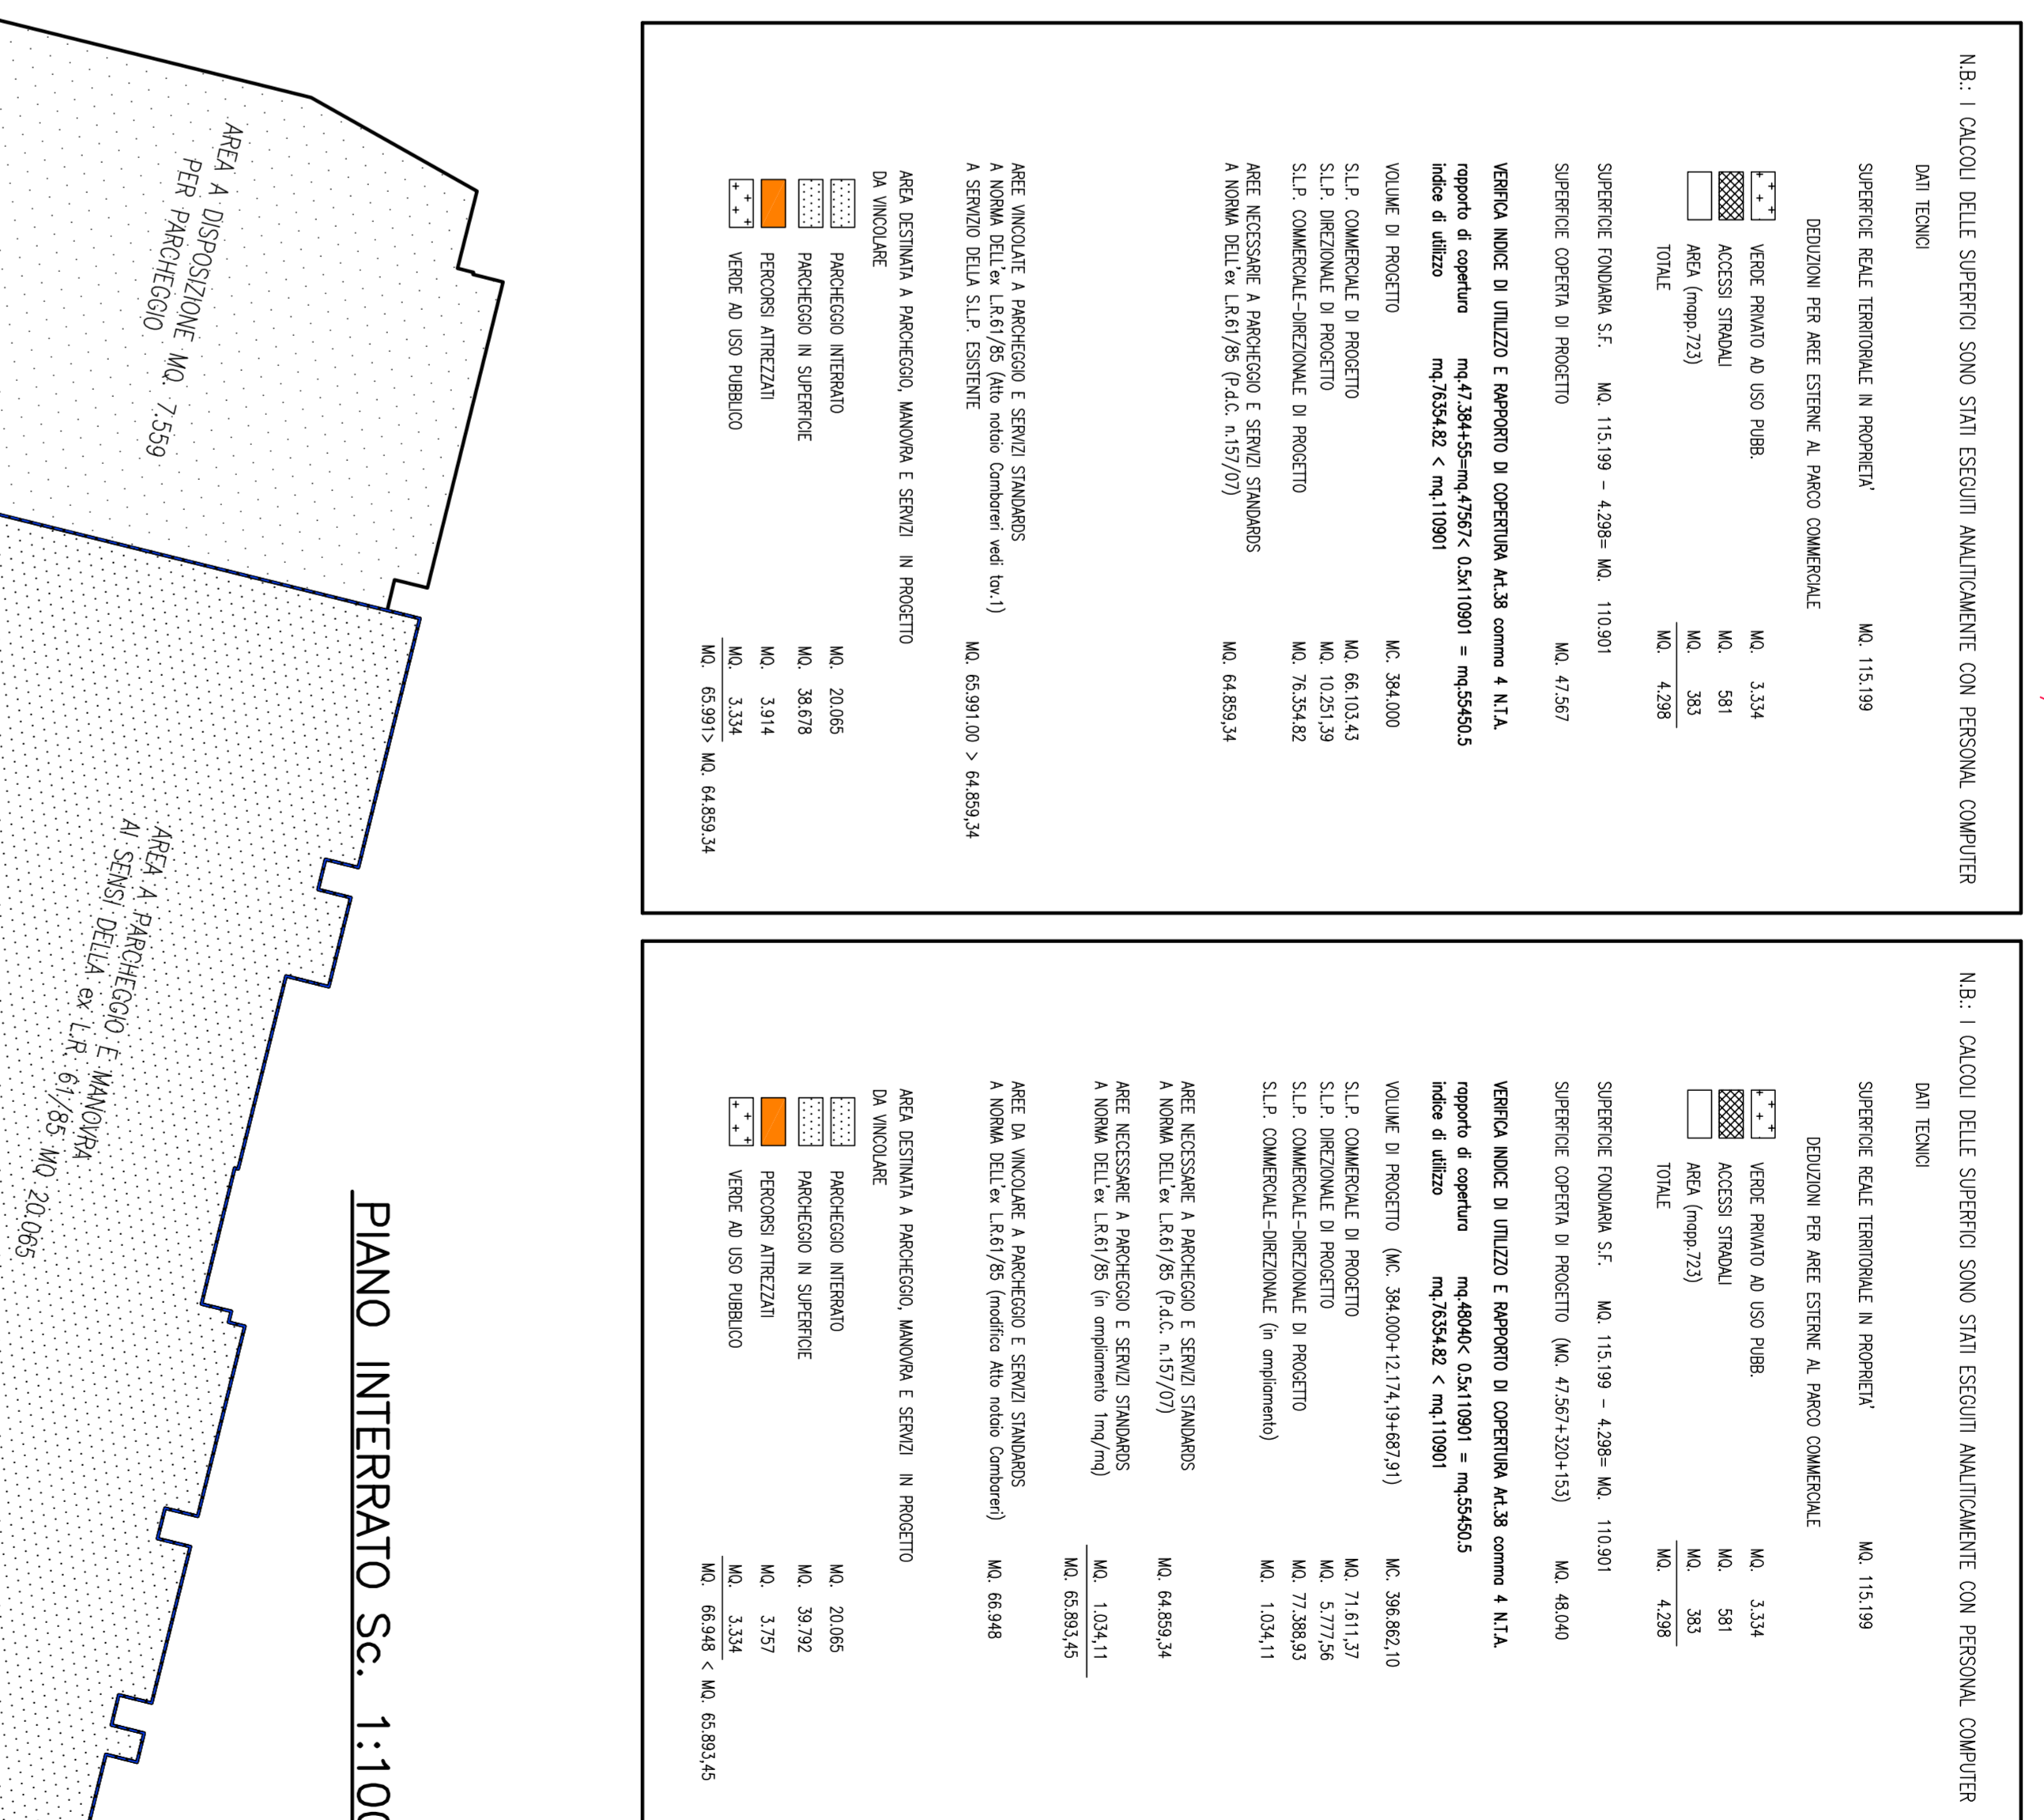 N.B.: I CALCOLI DELLE SUPERFICI SONO STATI ESEGUITI ANALITICAMENTE CON PERSONAL COMPUTER
DATI TECNICI
SUPERFICIE REALE TERRITORIALE IN PROPRIETA' MQ. 115.199
DEDUZIONI PER AREE ESTERNE AL PARCO COMMERCIALE
VERDE PRIVATO AD USO PUBB. MQ. 3.334
ACCESSI STRADALI MQ. 581
AREA (mapp.723) MQ. 383
TOTALE MQ. 4.298
SUPERFICIE FONDIARIA S.F. MQ. 115.199 - 4.298= MQ. 110.901
SUPERFICIE COPERTA DI PROGETTO MQ. 47.567
VERIFICA INDICE DI UTILIZZO E RAPPORTO DI COPERTURA Art.38 comma 4 N.T.A.
rapporto di copertura mq.47.384+55=mq.47567< 0.5x110901 = mq.55450.5
indice di utilizzo mq.76354.82 < mq.110901
VOLUME DI PROGETTO MC. 384.000
S.L.P. COMMERCIALE DI PROGETTO MQ. 66.103.43
S.L.P. DIREZIONALE DI PROGETTO MQ. 10.251,39
S.L.P. COMMERCIALE-DIREZIONALE DI PROGETTO MQ. 76.354.82
AREE NECESSARIE A PARCHEGGIO E SERVIZI STANDARDS
A NORMA DELL'ex L.R.61/85 (P.d.C. n.157/07) MQ. 64.859,34
AREE VINCOLATE A PARCHEGGIO E SERVIZI STANDARDS
A NORMA DELL'ex L.R.61/85 (Atto notaio Cambareri vedi tav.1)
A SERVIZIO DELLA S.L.P. ESISTENTE MQ. 65.991.00 > 64.859,34
AREA DESTINATA A PARCHEGGIO, MANOVRA E SERVIZI IN PROGETTO
DA VINCOLARE
PARCHEGGIO INTERRATO MQ. 20.065
PARCHEGGIO IN SUPERFICIE MQ. 38.678
PERCORSI ATTREZZATI MQ. 3.914
VERDE AD USO PUBBLICO MQ. 3.334
MQ. 65.991> MQ. 64.859.34
N.B.: I CALCOLI DELLE SUPERFICI SONO STATI ESEGUITI ANALITICAMENTE CON PERSONAL COMPUTER
DATI TECNICI
SUPERFICIE REALE TERRITORIALE IN PROPRIETA' MQ. 115.199
DEDUZIONI PER AREE ESTERNE AL PARCO COMMERCIALE
VERDE PRIVATO AD USO PUBB. MQ. 3.334
ACCESSI STRADALI MQ. 581
AREA (mapp.723) MQ. 383
TOTALE MQ. 4.298
SUPERFICIE FONDIARIA S.F. MQ. 115.199 - 4.298= MQ. 110.901
SUPERFICIE COPERTA DI PROGETTO (MQ. 47.567+320+153) MQ. 48.040
VERIFICA INDICE DI UTILIZZO E RAPPORTO DI COPERTURA Art.38 comma 4 N.T.A.
rapporto di copertura mq.48040< 0.5x110901 = mq.55450.5
indice di utilizzo mq.76354.82 < mq.110901
VOLUME DI PROGETTO (MC. 384.000+12.174,19+687,91) MC. 396.862,10
S.L.P. COMMERCIALE DI PROGETTO MQ. 71.611,37
S.L.P. DIREZIONALE DI PROGETTO MQ. 5.777,56
S.L.P. COMMERCIALE-DIREZIONALE DI PROGETTO MQ. 77.388,93
S.L.P. COMMERCIALE-DIREZIONALE (in ampliamento) MQ. 1.034,11
AREE NECESSARIE A PARCHEGGIO E SERVIZI STANDARDS
A NORMA DELL'ex L.R.61/85 (P.d.C. n.157/07) MQ. 64.859,34
AREE NECESSARIE A PARCHEGGIO E SERVIZI STANDARDS
A NORMA DELL'ex L.R.61/85 (in ampliamento 1mq/mq) MQ. 1.034,11
MQ. 65.893,45
AREE DA VINCOLARE A PARCHEGGIO E SERVIZI STANDARDS
A NORMA DELL'ex L.R.61/85 (modifica Atto notaio Cambareri) MQ. 66.948
AREA DESTINATA A PARCHEGGIO, MANOVRA E SERVIZI IN PROGETTO
DA VINCOLARE
PARCHEGGIO INTERRATO MQ. 20.065
PARCHEGGIO IN SUPERFICIE MQ. 39.792
PERCORSI ATTREZZATI MQ. 3.757
VERDE AD USO PUBBLICO MQ. 3.334
MQ. 66.948 < MQ. 65.893,45
PIANO INTERRATO Sc. 1:100
AREA A DISPOSIZIONE MQ. 7.559
PER PARCHEGGIO
AREA A PARCHEGGIO E MANOVRA
AI SENSI DELLA ex L.R. 61/85 MQ 20.065